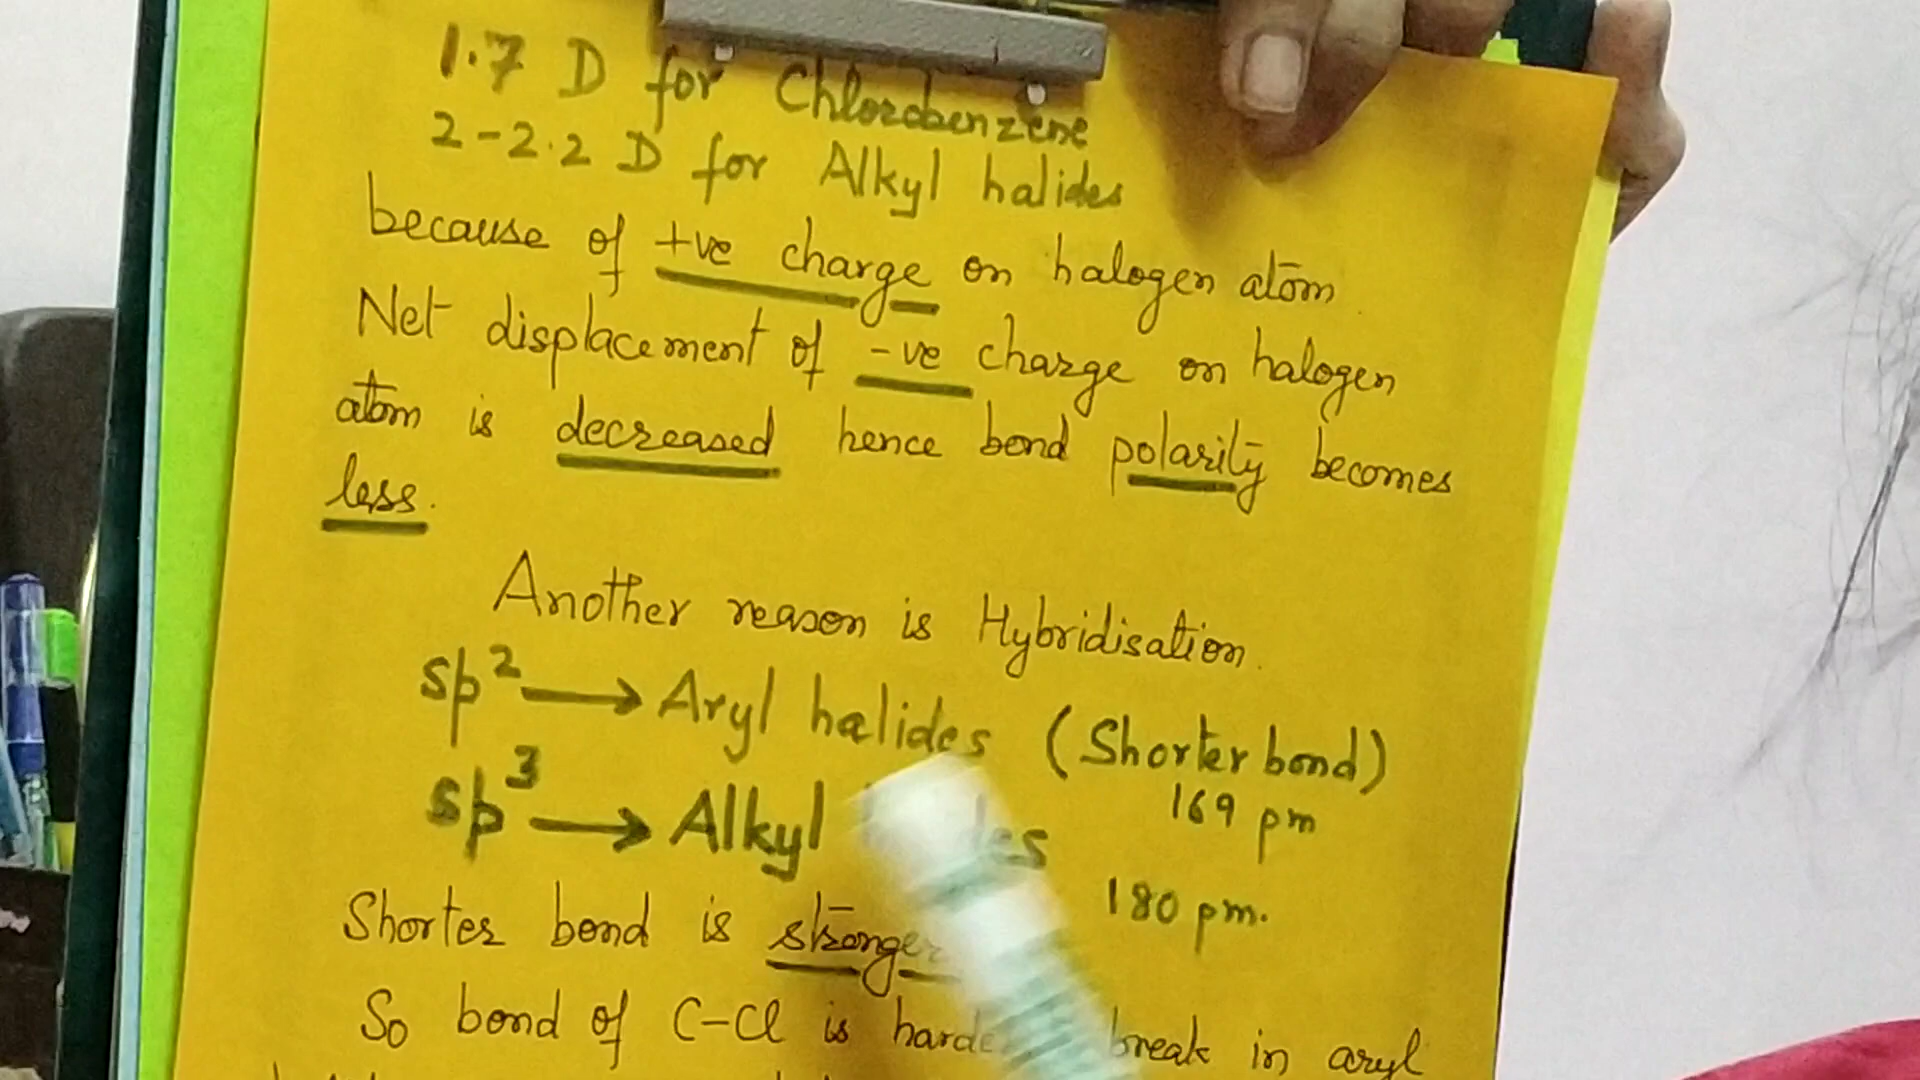 1.7 D for Chlorobenzene
2-2.2 D for Alkyl halides
because of +ve charge on halogen atom
Net displacement of -ve charge on halogen
atom is decreased hence bond polarity becomes
less.
Another reason is Hybridisation.
sp² → Aryl halides (Shorter bond)
169 pm
sp³ → Alkyl
180 pm.
Shorter bond is stronger
So bond of C-Cl is break in aryl